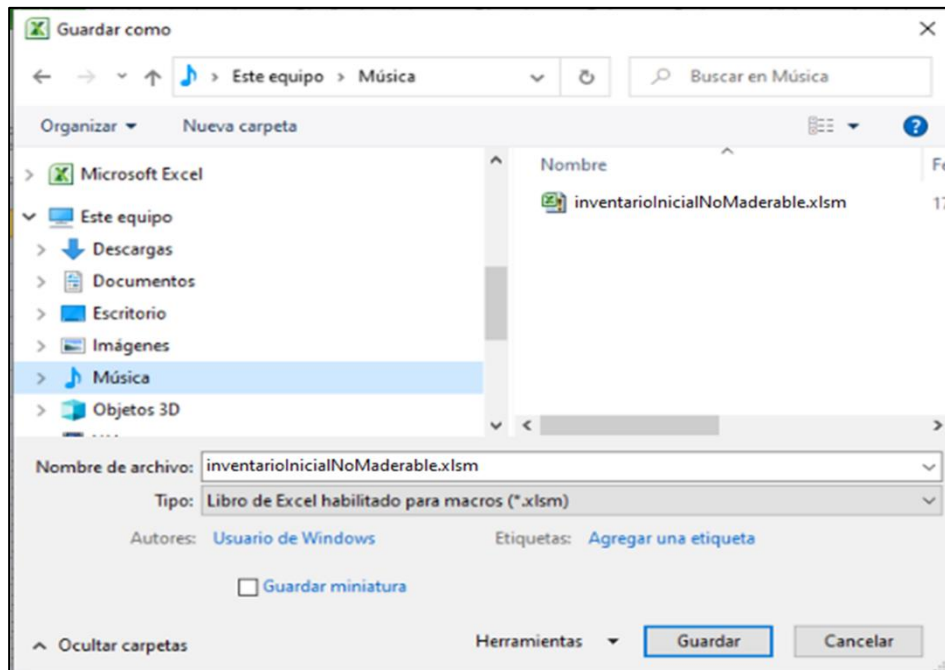 Guardar como
Este equipo > Música
Buscar en Música
Organizar
Nueva carpeta
Microsoft Excel
Este equipo
Descargas
Documentos
Escritorio
Imágenes
Música
Objetos 3D
Nombre
inventarioInicialNoMaderable.xlsm
17
Nombre de archivo: inventarioInicialNoMaderable.xlsm
Tipo: Libro de Excel habilitado para macros (*.xlsm)
Autores: Usuario de Windows
Etiquetas: Agregar una etiqueta
Guardar miniatura
Ocultar carpetas
Herramientas
Guardar
Cancelar